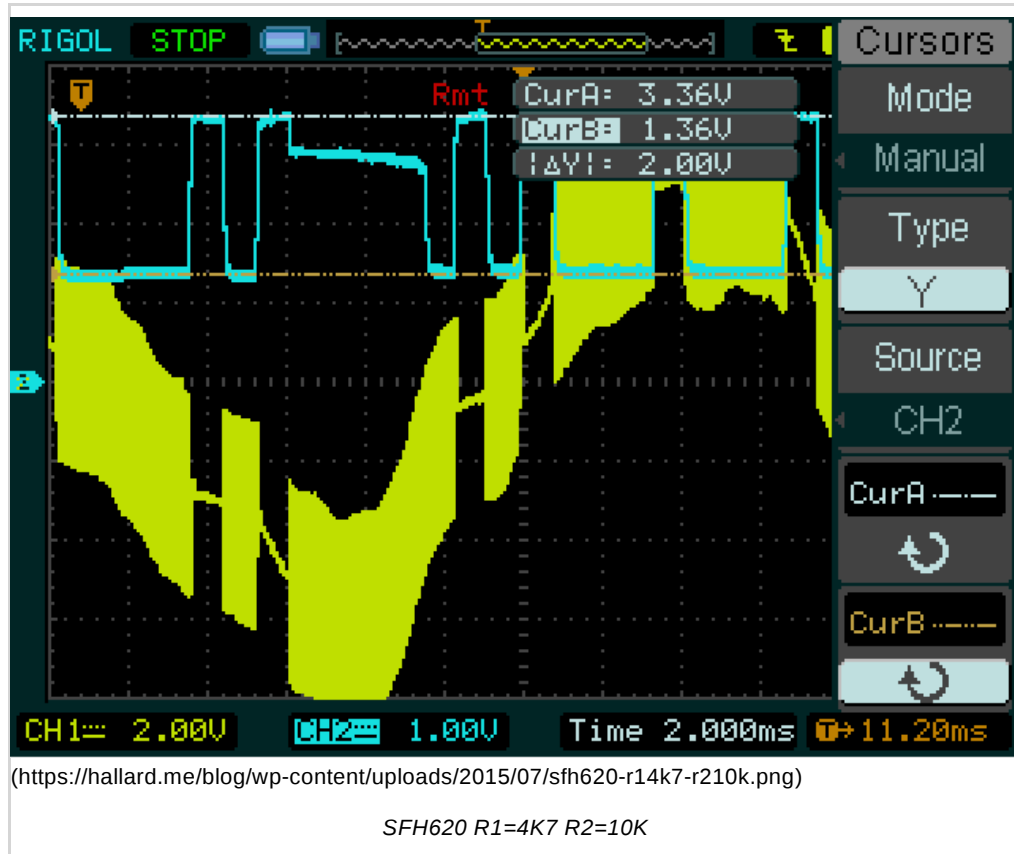 RIGOL STOP T Cursors
T Rmt CurA= 3.36V Mode
CurB= 1.36V
|ΔY|= 2.00V Manual
Type
Y
Source
2 CH2
CurA
CurB
CH1 2.00V CH2 1.00V Time 2.000ms T→11.20ms
(https://hallard.me/blog/wp-content/uploads/2015/07/sfh620-r14k7-r210k.png)
SFH620 R1=4K7 R2=10K